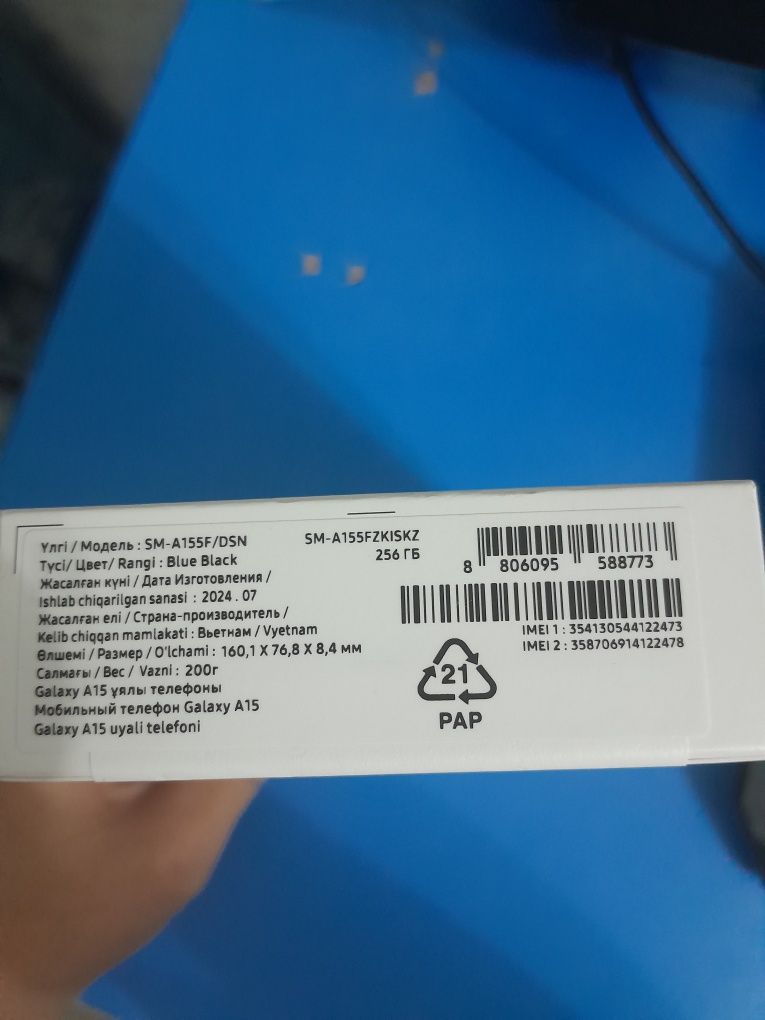 Үлгі / Модель : SM-A155F/DSN
Түсі/ Цвет/ Rangi : Blue Black
Жасалған күні / Дата Изготовления /
Ishlab chiqarilgan sanasi : 2024 . 07
Жасалған елі / Страна-производитель /
Kelib chiqqan mamlakati : Вьетнам / Vyetnam
Өлшемі / Размер / O'lchami : 160,1 X 76,8 X 8,4 мм
Салмағы / Вес / Vazni : 200г
Galaxy A15 ұялы телефоны
Мобильный телефон Galaxy A15
Galaxy A15 uyali telefoni
SM-A155FZKISKZ
256 ГБ
8 806095 588773
IMEI 1 : 354130544122473
IMEI 2 : 358706914122478
21
PAP